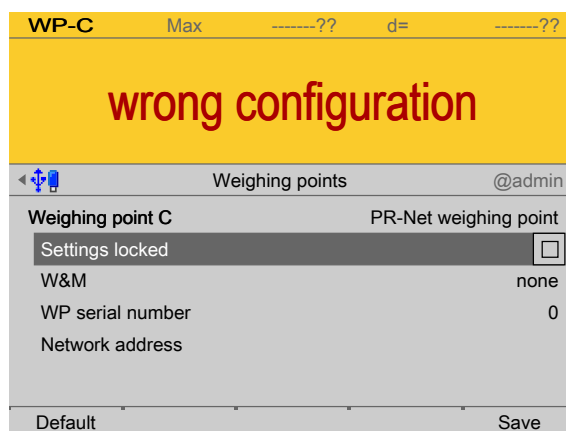 WP-C Max -------?? d= -------??
wrong configuration
Weighing points @admin
Weighing point C PR-Net weighing point
Settings locked
W&M none
WP serial number 0
Network address
Default Save